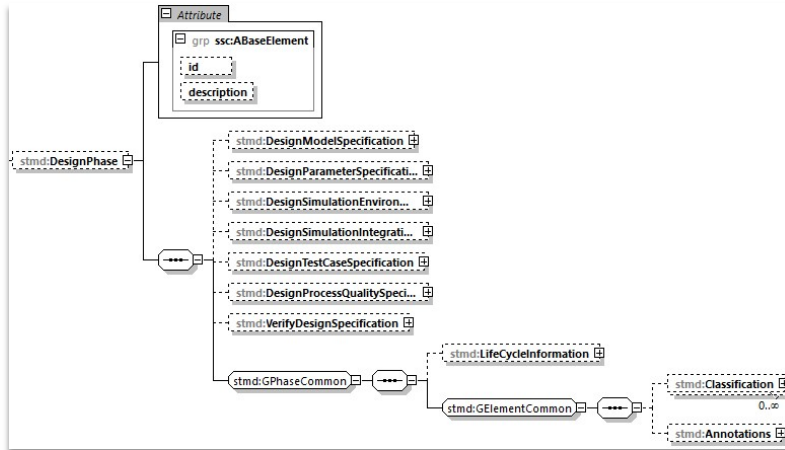 Attribute
grp ssc:ABaseElement
id
description
stmd:DesignPhase
stmd:DesignModelSpecification
stmd:DesignParameterSpecificati...
stmd:DesignSimulationEnviron...
stmd:DesignSimulationIntegrati...
stmd:DesignTestCaseSpecification
stmd:DesignProcessQualitySpeci...
stmd:VerifyDesignSpecification
stmd:GPhaseCommon
stmd:LifeCycleInformation
stmd:GElementCommon
stmd:Classification
0..∞
stmd:Annotations